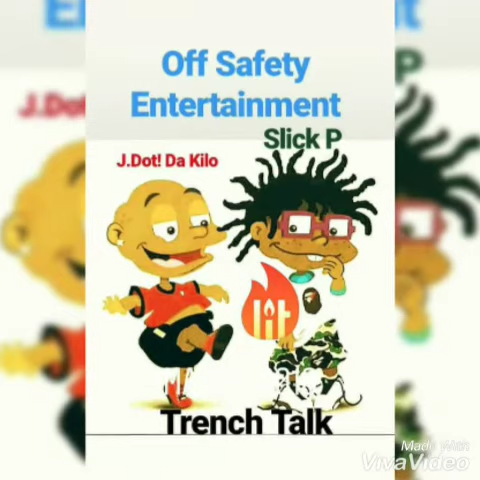 Off Safety
Entertainment
Slick P
J.Dot! Da Kilo
lit
Trench Talk
Made With
VivaVideo